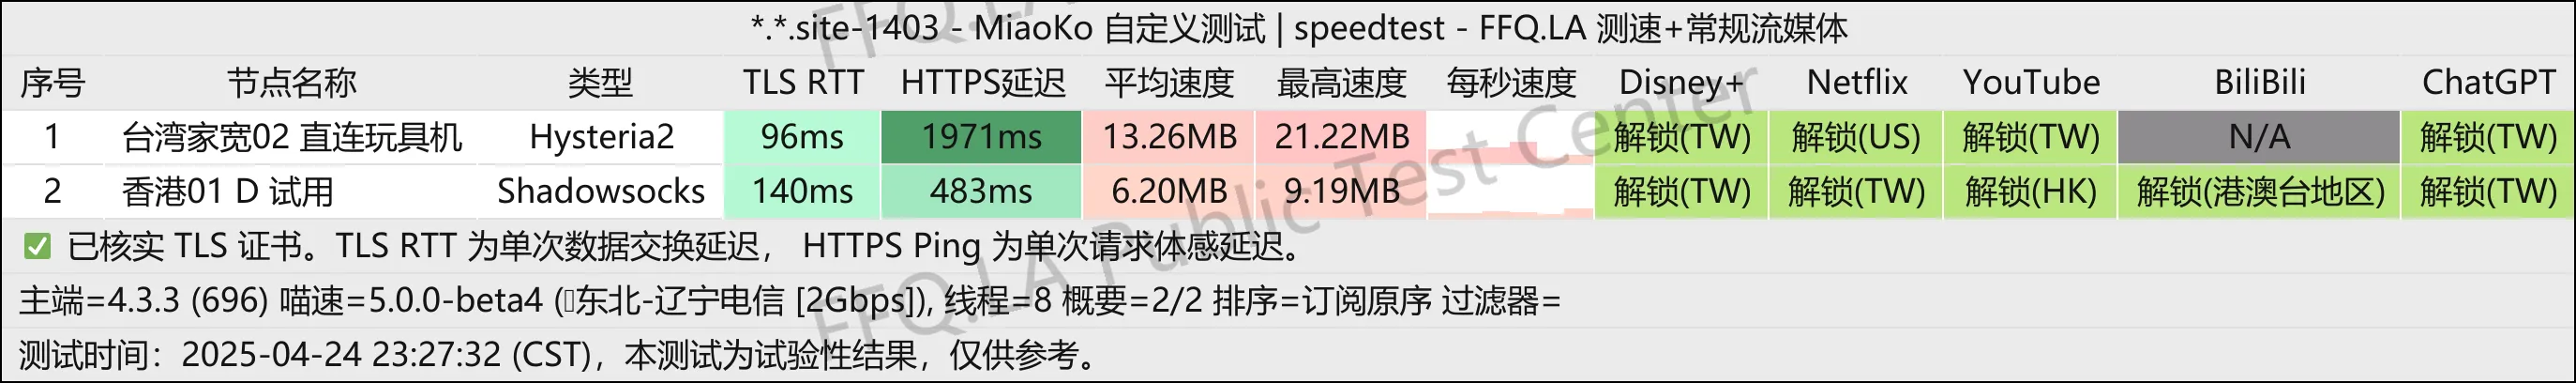 *.*.site-1403 - MiaoKo 自定义测试 | speedtest - FFQ.LA 测速+常规流媒体
序号 节点名称 类型 TLS RTT HTTPS延迟 平均速度 最高速度 每秒速度 Disney+ Netflix YouTube BiliBili ChatGPT
1 台湾家宽02 直连玩具机 Hysteria2 96ms 1971ms 13.26MB 21.22MB 解锁(TW) 解锁(US) 解锁(TW) N/A 解锁(TW)
2 香港01 D 试用 Shadowsocks 140ms 483ms 6.20MB 9.19MB 解锁(TW) 解锁(TW) 解锁(HK) 解锁(港澳台地区) 解锁(TW)
✅ 已核实 TLS 证书。TLS RTT 为单次数据交换延迟， HTTPS Ping 为单次请求体感延迟。
主端=4.3.3 (696) 喵速=5.0.0-beta4 (东北-辽宁电信 [2Gbps]), 线程=8 概要=2/2 排序=订阅原序 过滤器=
测试时间：2025-04-24 23:27:32 (CST)，本测试为试验性结果，仅供参考。
FFQ.LA Public Test Center
FFQ.LA